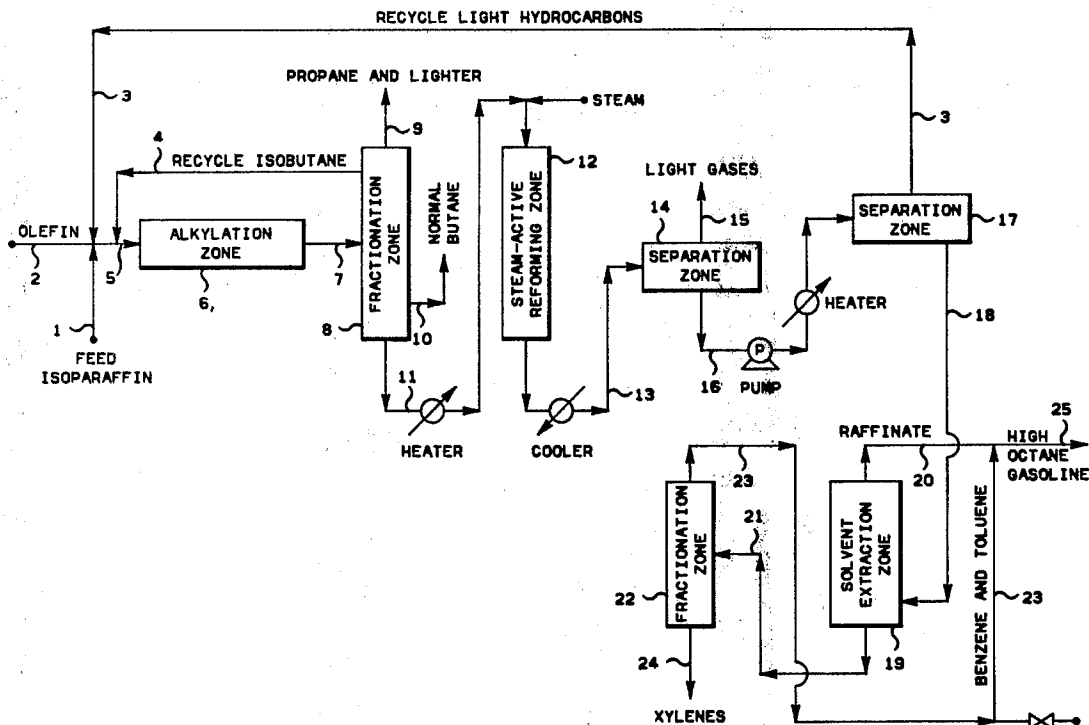 RECYCLE LIGHT HYDROCARBONS
PROPANE AND LIGHTER
3
9
STEAM
3
4
RECYCLE ISOBUTANE
12
LIGHT GASES
OLEFIN
2
5
ALKYLATION
ZONE
6,
7
FRACTIONATION
ZONE
8
NORMAL
BUTANE
10
STEAM-ACTIVE
REFORMING ZONE
14
15
SEPARATION
ZONE
SEPARATION
ZONE
17
1
FEED
ISOPARAFFIN
11
HEATER
COOLER
13
16
P
PUMP
HEATER
18
23
RAFFINATE
20
25
HIGH
OCTANE
GASOLINE
FRACTIONATION
ZONE
22
21
SOLVENT
EXTRACTION
ZONE
19
BENZENE AND TOLUENE
23
24
XYLENES